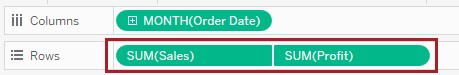 Columns MONTH(Order Date)
Rows SUM(Sales) SUM(Profit)